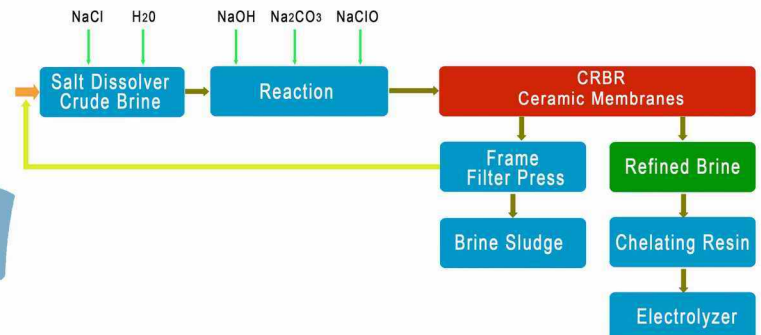 NaCl H20 NaOH Na₂CO₃ NaClO
Salt Dissolver
Crude Brine
Reaction
CRBR
Ceramic Membranes
Frame
Filter Press
Refined Brine
Brine Sludge
Chelating Resin
Electrolyzer